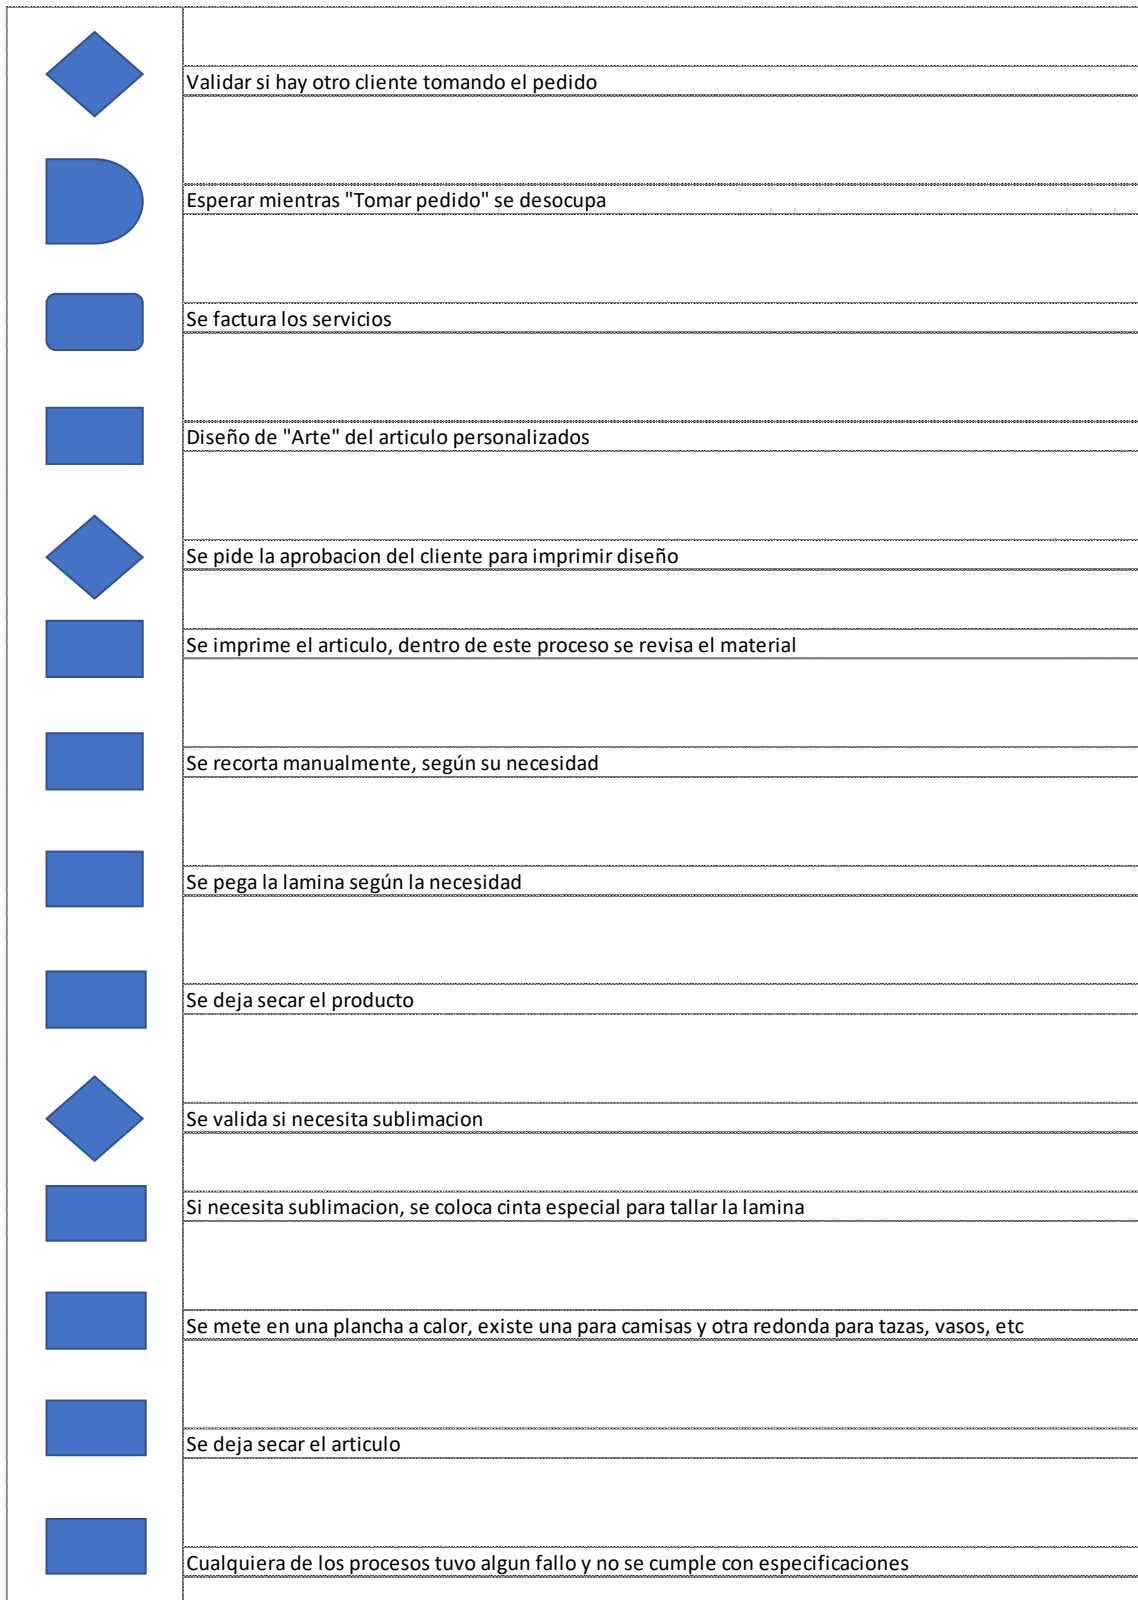 Validar si hay otro cliente tomando el pedido
Esperar mientras "Tomar pedido" se desocupa
Se factura los servicios
Diseño de "Arte" del articulo personalizados
Se pide la aprobacion del cliente para imprimir diseño
Se imprime el articulo, dentro de este proceso se revisa el material
Se recorta manualmente, según su necesidad
Se pega la lamina según la necesidad
Se deja secar el producto
Se valida si necesita sublimacion
Si necesita sublimacion, se coloca cinta especial para tallar la lamina
Se mete en una plancha a calor, existe una para camisas y otra redonda para tazas, vasos, etc
Se deja secar el articulo
Cualquiera de los procesos tuvo algun fallo y no se cumple con especificaciones